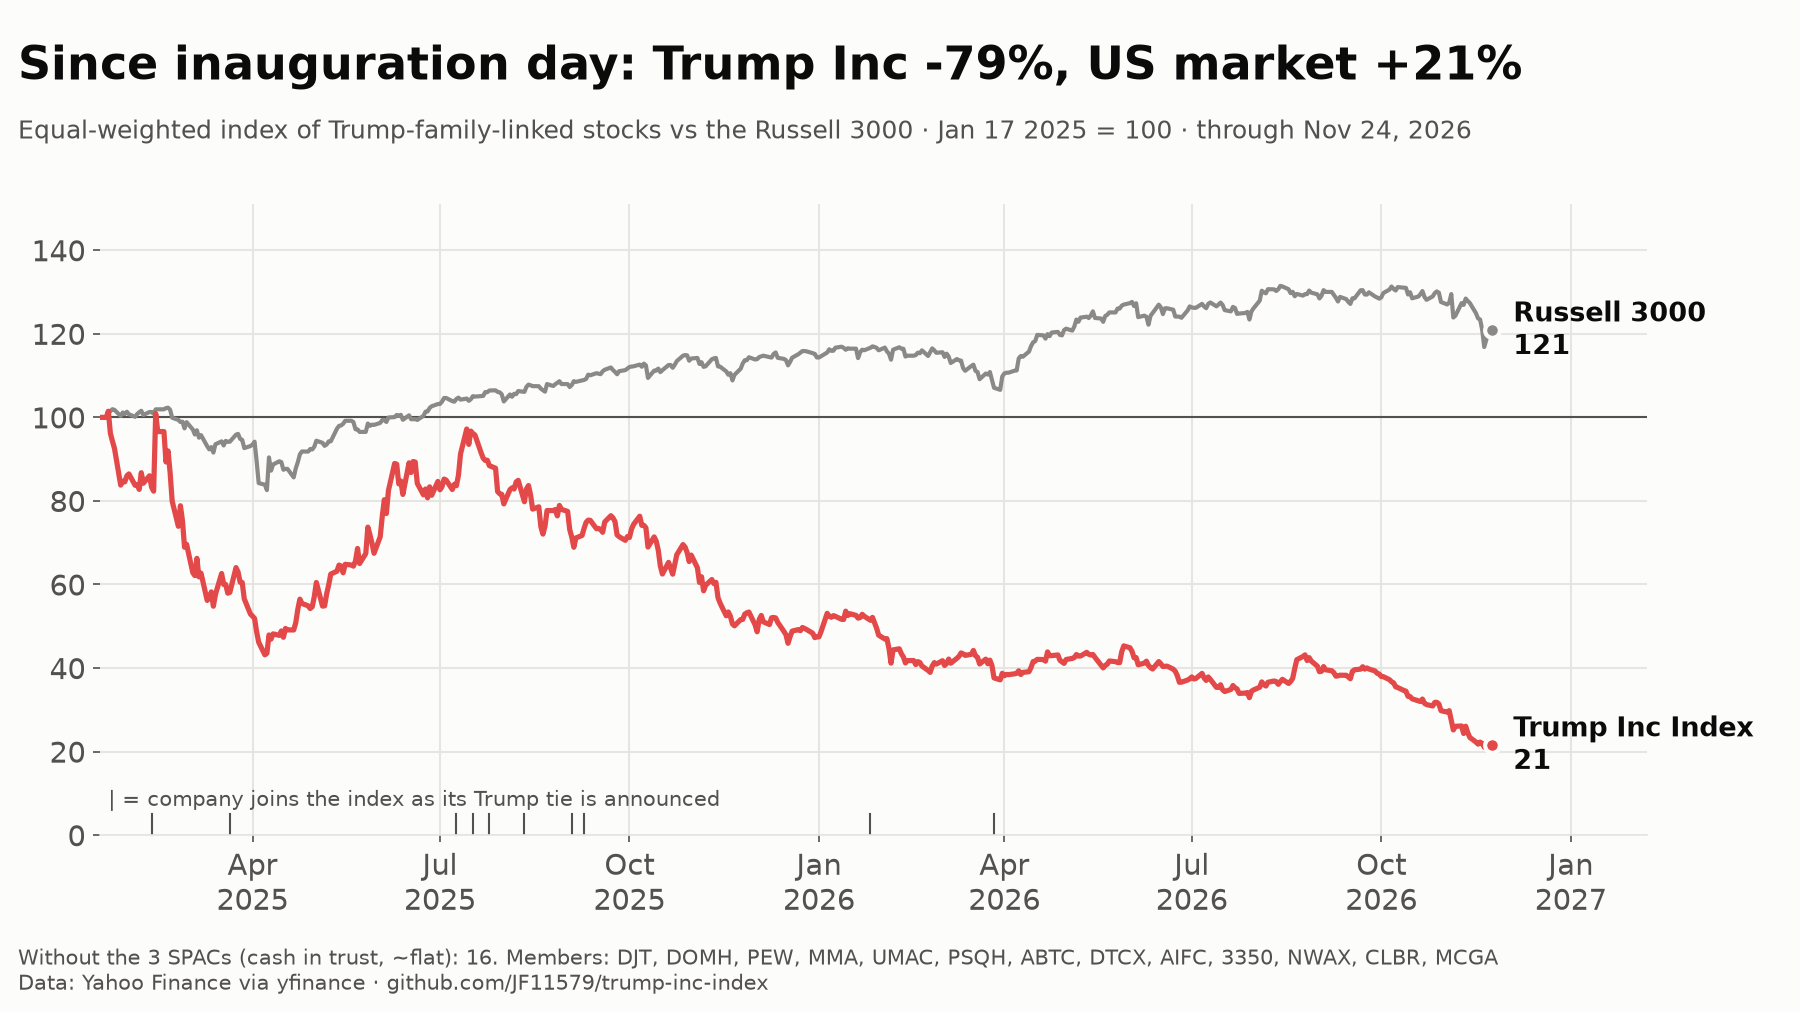 Since inauguration day: Trump Inc -79%, US market +21%
Equal-weighted index of Trump-family-linked stocks vs the Russell 3000 · Jan 17 2025 = 100 · through Nov 24, 2026
140
120
100
80
60
40
20
0
Russell 3000
121
Trump Inc Index
21
| = company joins the index as its Trump tie is announced
Apr
2025
Jul
2025
Oct
2025
Jan
2026
Apr
2026
Jul
2026
Oct
2026
Jan
2027
Without the 3 SPACs (cash in trust, ~flat): 16. Members: DJT, DOMH, PEW, MMA, UMAC, PSQH, ABTC, DTCX, AIFC, 3350, NWAX, CLBR, MCGA
Data: Yahoo Finance via yfinance · github.com/JF11579/trump-inc-index